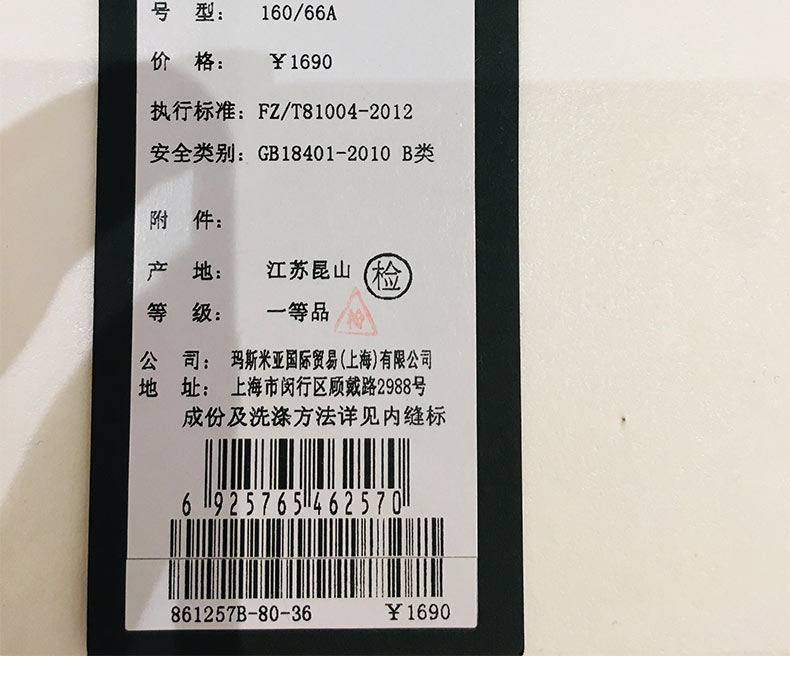 号 型： 160/66A
价 格： ￥1690
执行标准：FZ/T81004-2012
安全类别：GB18401-2010 B类
附 件：
产 地： 江苏昆山 检
等 级： 一等品
公 司： 玛斯米亚国际贸易(上海)有限公司
地 址： 上海市闵行区顾戴路2988号
成份及洗涤方法详见内缝标
6 925765 462570
861257B-80-36 ￥1690